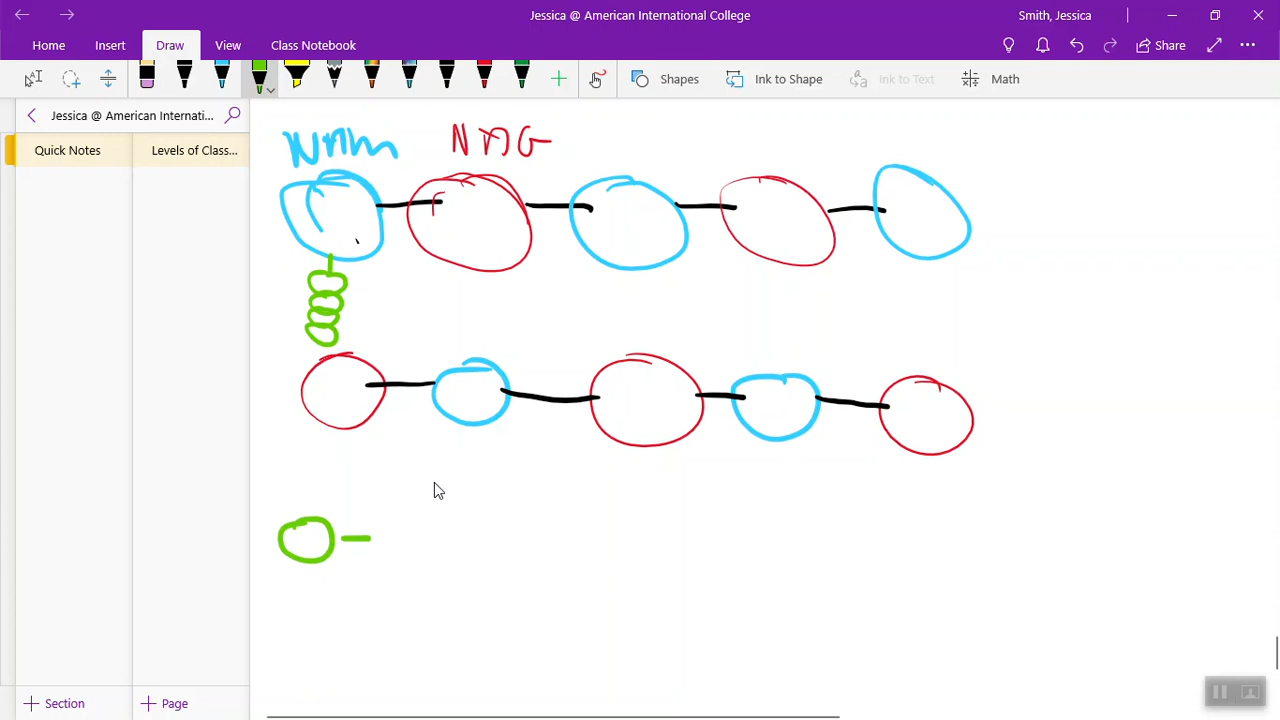 Jessica @ American International College
Smith, Jessica
Home Insert Draw View Class Notebook
Share
Shapes Ink to Shape Ink to Text Math
Jessica @ American Internati...
Quick Notes Levels of Class...
NAM NAG
Section Page